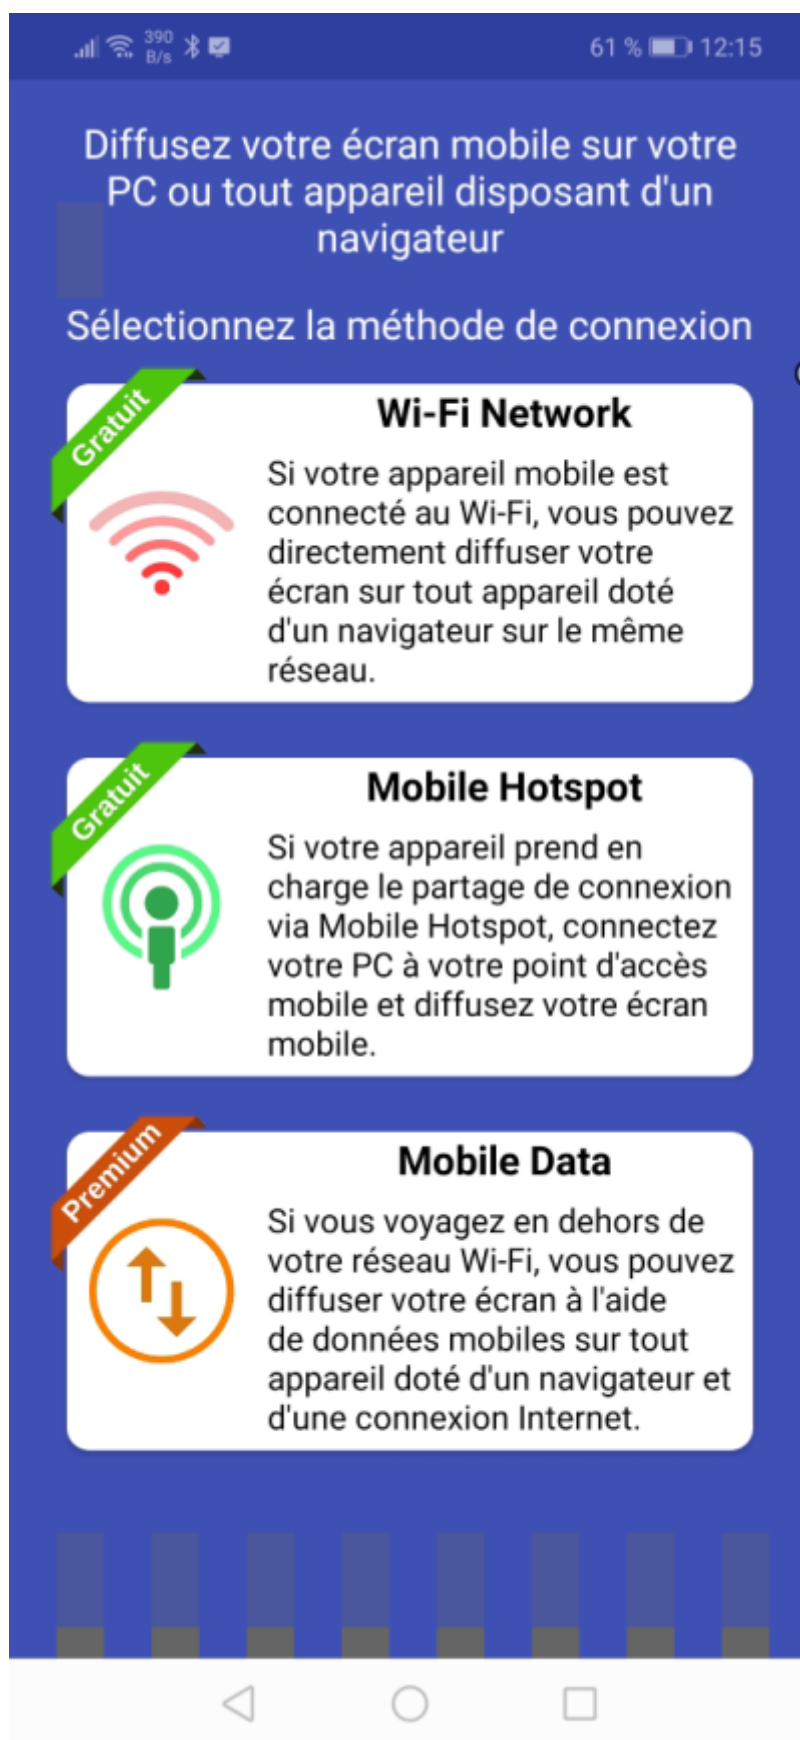 390
B/s
61 % 12:15
Diffusez votre écran mobile sur votre
PC ou tout appareil disposant d'un
navigateur
Sélectionnez la méthode de connexion
Gratuit
Wi-Fi Network
Si votre appareil mobile est
connecté au Wi-Fi, vous pouvez
directement diffuser votre
écran sur tout appareil doté
d'un navigateur sur le même
réseau.
Gratuit
Mobile Hotspot
Si votre appareil prend en
charge le partage de connexion
via Mobile Hotspot, connectez
votre PC à votre point d'accès
mobile et diffusez votre écran
mobile.
Premium
Mobile Data
Si vous voyagez en dehors de
votre réseau Wi-Fi, vous pouvez
diffuser votre écran à l'aide
de données mobiles sur tout
appareil doté d'un navigateur et
d'une connexion Internet.